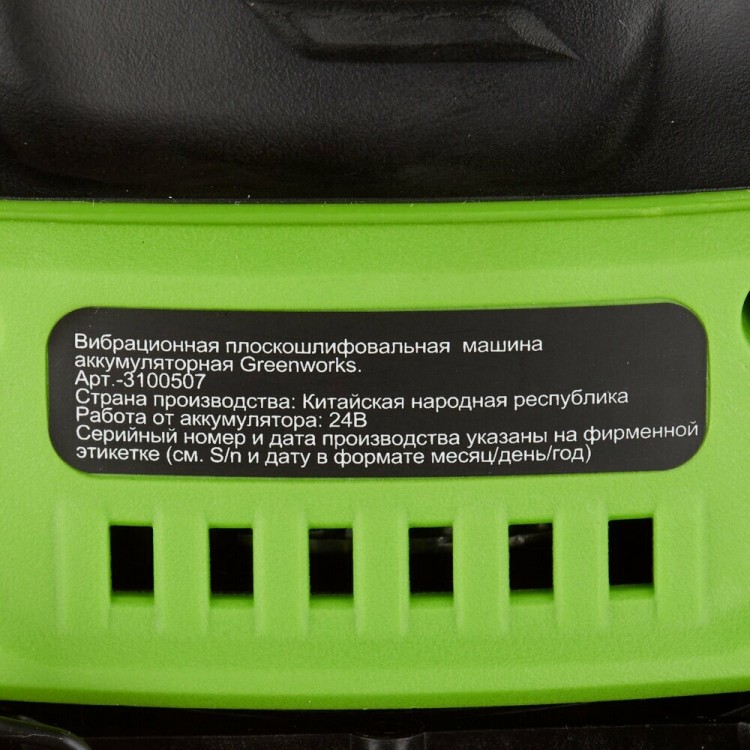 Вибрационная плоскошлифовальная машина
аккумуляторная Greenworks.
Арт.-3100507
Страна производства: Китайская народная республика
Работа от аккумулятора: 24В
Серийный номер и дата производства указаны на фирменной
этикетке (см. S/n и дату в формате месяц/день/год)